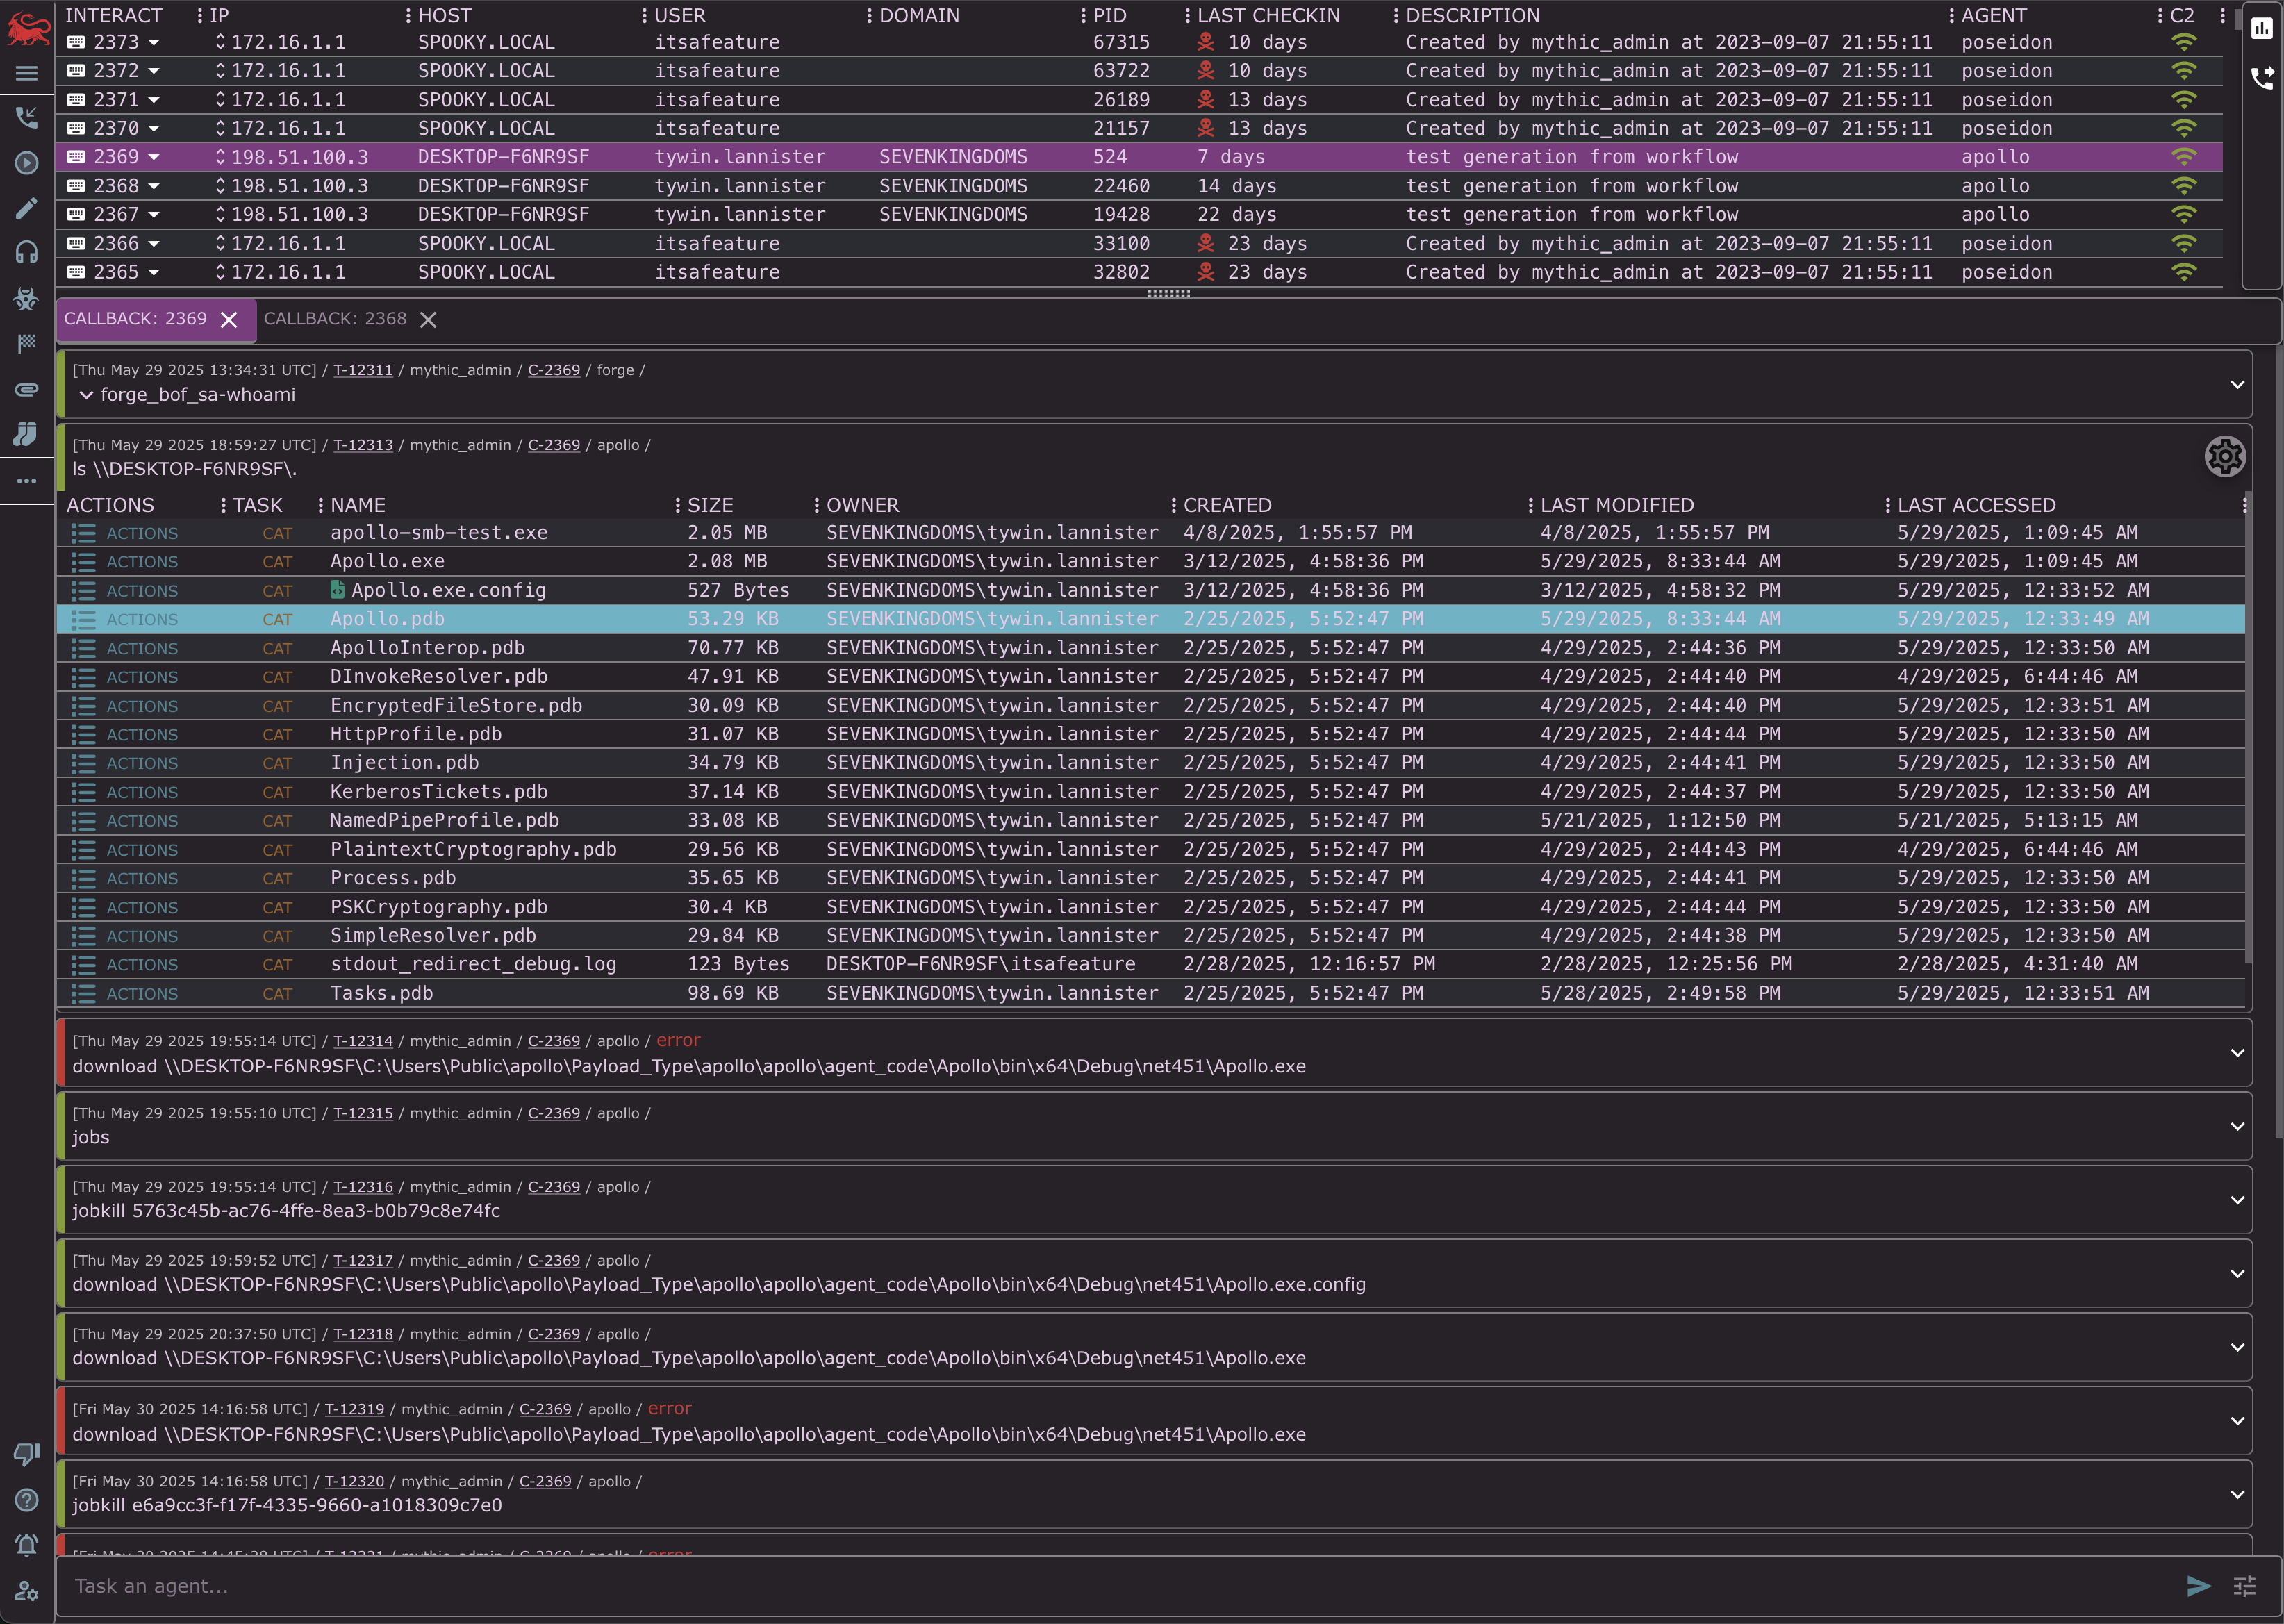 INTERACT IP HOST USER DOMAIN PID LAST CHECKIN DESCRIPTION AGENT C2
2373 172.16.1.1 SPOOKY.LOCAL itsafeature 67315 10 days Created by mythic_admin at 2023-09-07 21:55:11 poseidon
2372 172.16.1.1 SPOOKY.LOCAL itsafeature 63722 10 days Created by mythic_admin at 2023-09-07 21:55:11 poseidon
2371 172.16.1.1 SPOOKY.LOCAL itsafeature 26189 13 days Created by mythic_admin at 2023-09-07 21:55:11 poseidon
2370 172.16.1.1 SPOOKY.LOCAL itsafeature 21157 13 days Created by mythic_admin at 2023-09-07 21:55:11 poseidon
2369 198.51.100.3 DESKTOP-F6NR9SF tywin.lannister SEVENKINGDOMS 524 7 days test generation from workflow apollo
2368 198.51.100.3 DESKTOP-F6NR9SF tywin.lannister SEVENKINGDOMS 22460 14 days test generation from workflow apollo
2367 198.51.100.3 DESKTOP-F6NR9SF tywin.lannister SEVENKINGDOMS 19428 22 days test generation from workflow apollo
2366 172.16.1.1 SPOOKY.LOCAL itsafeature 33100 23 days Created by mythic_admin at 2023-09-07 21:55:11 poseidon
2365 172.16.1.1 SPOOKY.LOCAL itsafeature 32802 23 days Created by mythic_admin at 2023-09-07 21:55:11 poseidon
CALLBACK: 2369 CALLBACK: 2368
[Thu May 29 2025 13:34:31 UTC] / T-12311 / mythic_admin / C-2369 / forge /
forge_bof_sa-whoami
[Thu May 29 2025 18:59:27 UTC] / T-12313 / mythic_admin / C-2369 / apollo /
ls \\DESKTOP-F6NR9SF\.
ACTIONS TASK NAME SIZE OWNER CREATED LAST MODIFIED LAST ACCESSED
ACTIONS CAT apollo-smb-test.exe 2.05 MB SEVENKINGDOMS\tywin.lannister 4/8/2025, 1:55:57 PM 4/8/2025, 1:55:57 PM 5/29/2025, 1:09:45 AM
ACTIONS CAT Apollo.exe 2.08 MB SEVENKINGDOMS\tywin.lannister 3/12/2025, 4:58:36 PM 5/29/2025, 8:33:44 AM 5/29/2025, 1:09:45 AM
ACTIONS CAT Apollo.exe.config 527 Bytes SEVENKINGDOMS\tywin.lannister 3/12/2025, 4:58:36 PM 3/12/2025, 4:58:32 PM 5/29/2025, 12:33:52 AM
ACTIONS CAT Apollo.pdb 53.29 KB SEVENKINGDOMS\tywin.lannister 2/25/2025, 5:52:47 PM 5/29/2025, 8:33:44 AM 5/29/2025, 12:33:49 AM
ACTIONS CAT ApolloInterop.pdb 70.77 KB SEVENKINGDOMS\tywin.lannister 2/25/2025, 5:52:47 PM 4/29/2025, 2:44:36 PM 5/29/2025, 12:33:50 AM
ACTIONS CAT DInvokeResolver.pdb 47.91 KB SEVENKINGDOMS\tywin.lannister 2/25/2025, 5:52:47 PM 4/29/2025, 2:44:40 PM 4/29/2025, 6:44:46 AM
ACTIONS CAT EncryptedFileStore.pdb 30.09 KB SEVENKINGDOMS\tywin.lannister 2/25/2025, 5:52:47 PM 4/29/2025, 2:44:40 PM 5/29/2025, 12:33:51 AM
ACTIONS CAT HttpProfile.pdb 31.07 KB SEVENKINGDOMS\tywin.lannister 2/25/2025, 5:52:47 PM 4/29/2025, 2:44:44 PM 5/29/2025, 12:33:50 AM
ACTIONS CAT Injection.pdb 34.79 KB SEVENKINGDOMS\tywin.lannister 2/25/2025, 5:52:47 PM 4/29/2025, 2:44:41 PM 5/29/2025, 12:33:50 AM
ACTIONS CAT KerberosTickets.pdb 37.14 KB SEVENKINGDOMS\tywin.lannister 2/25/2025, 5:52:47 PM 4/29/2025, 2:44:37 PM 5/29/2025, 12:33:50 AM
ACTIONS CAT NamedPipeProfile.pdb 33.08 KB SEVENKINGDOMS\tywin.lannister 2/25/2025, 5:52:47 PM 5/21/2025, 1:12:50 PM 5/21/2025, 5:13:15 AM
ACTIONS CAT PlaintextCryptography.pdb 29.56 KB SEVENKINGDOMS\tywin.lannister 2/25/2025, 5:52:47 PM 4/29/2025, 2:44:43 PM 4/29/2025, 6:44:46 AM
ACTIONS CAT Process.pdb 35.65 KB SEVENKINGDOMS\tywin.lannister 2/25/2025, 5:52:47 PM 4/29/2025, 2:44:41 PM 5/29/2025, 12:33:50 AM
ACTIONS CAT PSKCryptography.pdb 30.4 KB SEVENKINGDOMS\tywin.lannister 2/25/2025, 5:52:47 PM 4/29/2025, 2:44:44 PM 5/29/2025, 12:33:50 AM
ACTIONS CAT SimpleResolver.pdb 29.84 KB SEVENKINGDOMS\tywin.lannister 2/25/2025, 5:52:47 PM 4/29/2025, 2:44:38 PM 5/29/2025, 12:33:50 AM
ACTIONS CAT stdout_redirect_debug.log 123 Bytes DESKTOP-F6NR9SF\itsafeature 2/28/2025, 12:16:57 PM 2/28/2025, 12:25:56 PM 2/28/2025, 4:31:40 AM
ACTIONS CAT Tasks.pdb 98.69 KB SEVENKINGDOMS\tywin.lannister 2/25/2025, 5:52:47 PM 5/28/2025, 2:49:58 PM 5/29/2025, 12:33:51 AM
[Thu May 29 2025 19:55:14 UTC] / T-12314 / mythic_admin / C-2369 / apollo / error
download \\DESKTOP-F6NR9SF\C:\Users\Public\apollo\Payload_Type\apollo\apollo\agent_code\Apollo\bin\x64\Debug\net451\Apollo.exe
[Thu May 29 2025 19:55:10 UTC] / T-12315 / mythic_admin / C-2369 / apollo /
jobs
[Thu May 29 2025 19:55:14 UTC] / T-12316 / mythic_admin / C-2369 / apollo /
jobkill 5763c45b-ac76-4ffe-8ea3-b0b79c8e74fc
[Thu May 29 2025 19:59:52 UTC] / T-12317 / mythic_admin / C-2369 / apollo /
download \\DESKTOP-F6NR9SF\C:\Users\Public\apollo\Payload_Type\apollo\apollo\agent_code\Apollo\bin\x64\Debug\net451\Apollo.exe.config
[Thu May 29 2025 20:37:50 UTC] / T-12318 / mythic_admin / C-2369 / apollo /
download \\DESKTOP-F6NR9SF\C:\Users\Public\apollo\Payload_Type\apollo\apollo\agent_code\Apollo\bin\x64\Debug\net451\Apollo.exe
[Fri May 30 2025 14:16:58 UTC] / T-12319 / mythic_admin / C-2369 / apollo / error
download \\DESKTOP-F6NR9SF\C:\Users\Public\apollo\Payload_Type\apollo\apollo\agent_code\Apollo\bin\x64\Debug\net451\Apollo.exe
[Fri May 30 2025 14:16:58 UTC] / T-12320 / mythic_admin / C-2369 / apollo /
jobkill e6a9cc3f-f17f-4335-9660-a1018309c7e0
[Fri May 30 2025 14:45:28 UTC] / T-12321 / mythic_admin / C-2369 / apollo / error
Task an agent...